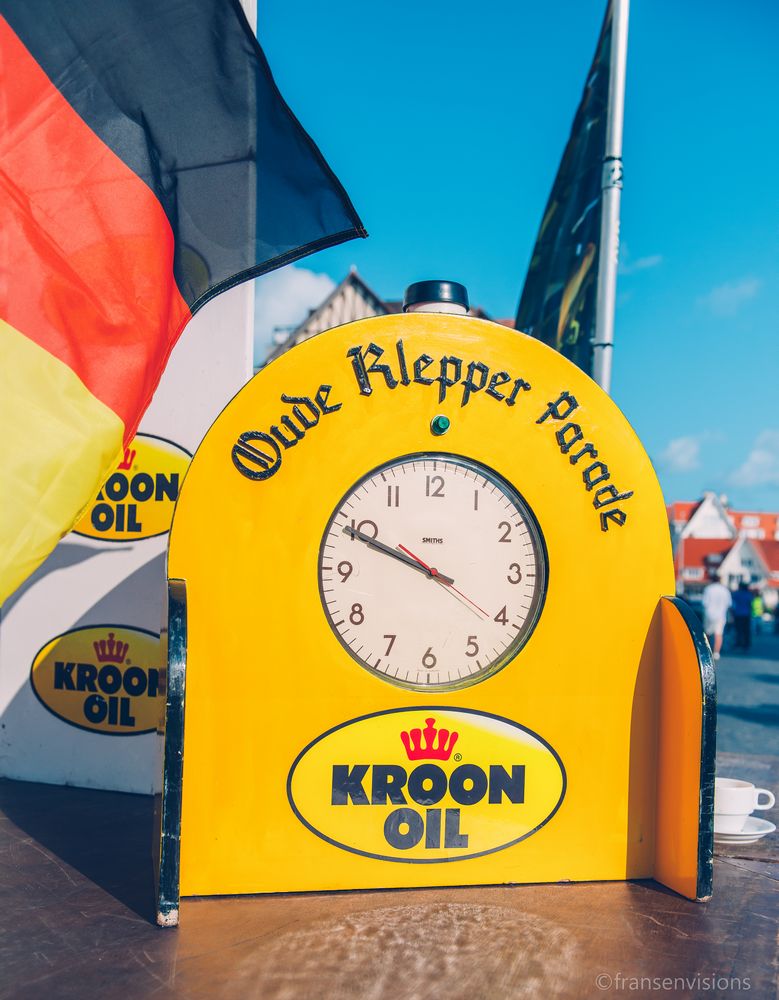 Oude Klepper Parade
12
1
2
3
4
5
6
7
8
9
10
11
SMITHS
KROON
OIL
®
ROON
OIL
KROON
OIL
©fransenvisions